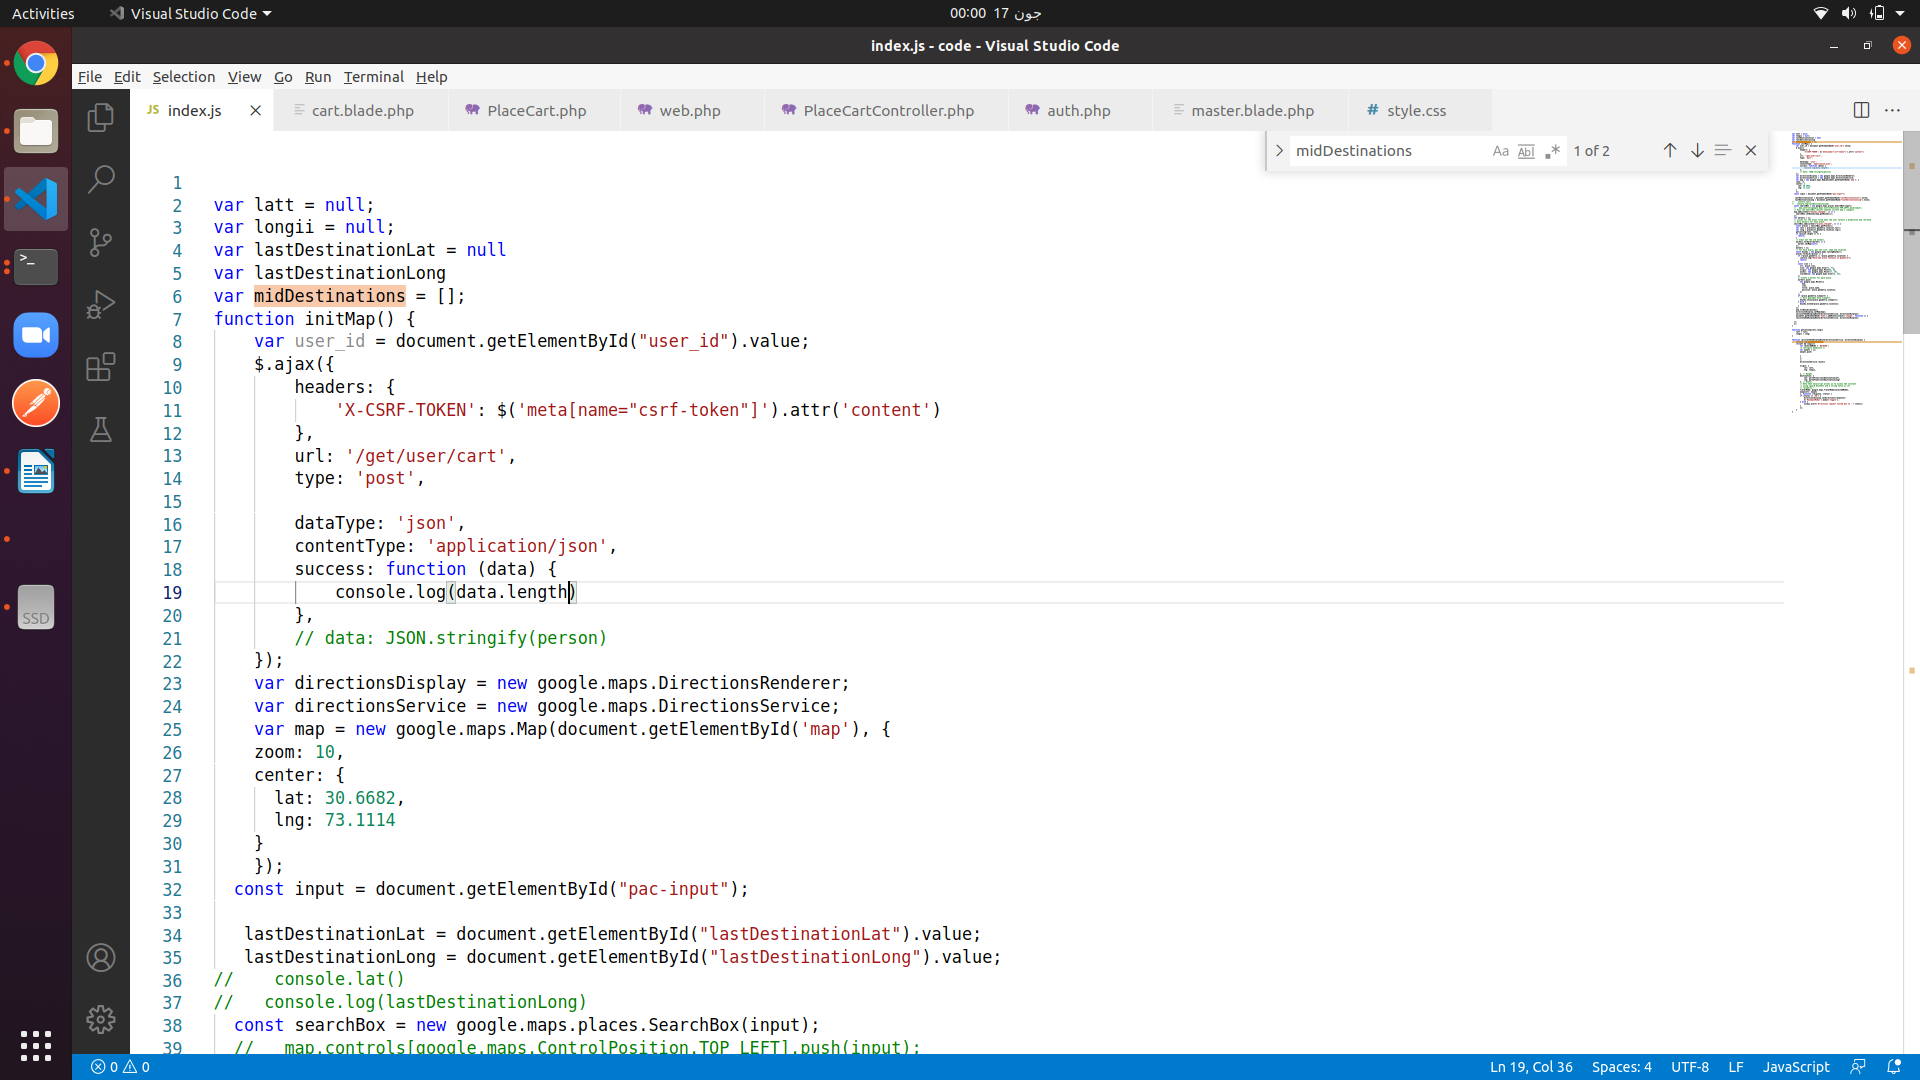 Activities
Visual Studio Code
00:00 17 جون
index.js - code - Visual Studio Code
File Edit Selection View Go Run Terminal Help
JS index.js
cart.blade.php
PlaceCart.php
web.php
PlaceCartController.php
auth.php
master.blade.php
# style.css
midDestinations Aa Abl .* 1 of 2
1
2 var latt = null;
3 var longii = null;
4 var lastDestinationLat = null
5 var lastDestinationLong
6 var midDestinations = [];
7 function initMap() {
8 var user_id = document.getElementById("user_id").value;
9 $.ajax({
10 headers: {
11 'X-CSRF-TOKEN': $('meta[name="csrf-token"]').attr('content')
12 },
13 url: '/get/user/cart',
14 type: 'post',
15
16 dataType: 'json',
17 contentType: 'application/json',
18 success: function (data) {
19 console.log(data.length)
20 },
21 // data: JSON.stringify(person)
22 });
23 var directionsDisplay = new google.maps.DirectionsRenderer;
24 var directionsService = new google.maps.DirectionsService;
25 var map = new google.maps.Map(document.getElementById('map'), {
26 zoom: 10,
27 center: {
28 lat: 30.6682,
29 lng: 73.1114
30 }
31 });
32 const input = document.getElementById("pac-input");
33
34 lastDestinationLat = document.getElementById("lastDestinationLat").value;
35 lastDestinationLong = document.getElementById("lastDestinationLong").value;
36 // console.lat()
37 // console.log(lastDestinationLong)
38 const searchBox = new google.maps.places.SearchBox(input);
39 // map.controls[google.maps.ControlPosition.TOP_LEFT].push(input);
SSD
0 0
Ln 19, Col 36 Spaces: 4 UTF-8 LF JavaScript